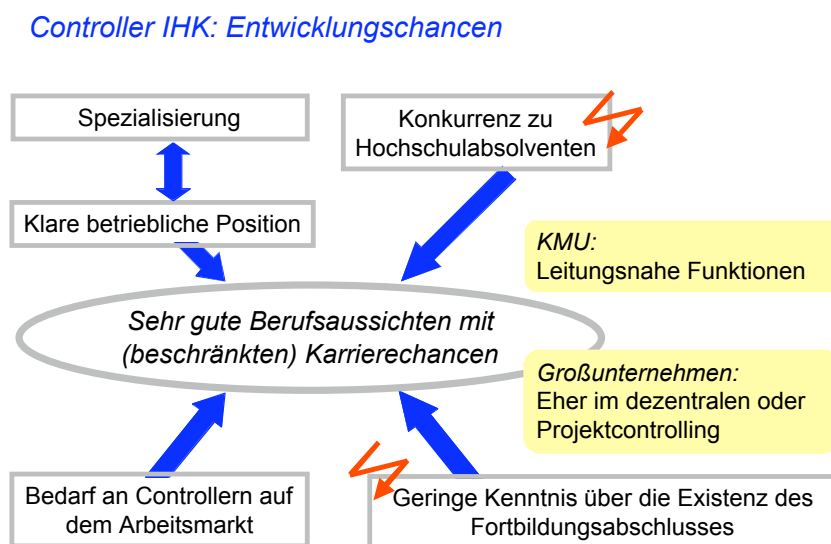 Controller IHK: Entwicklungschancen
Spezialisierung
Konkurrenz zu
Hochschulabsolventen
Klare betriebliche Position
KMU:
Leitungsnahe Funktionen
Sehr gute Berufsaussichten mit
(beschränkten) Karrierechancen
Großunternehmen:
Eher im dezentralen oder
Projektcontrolling
Bedarf an Controllern auf
dem Arbeitsmarkt
Geringe Kenntnis über die Existenz des
Fortbildungsabschlusses